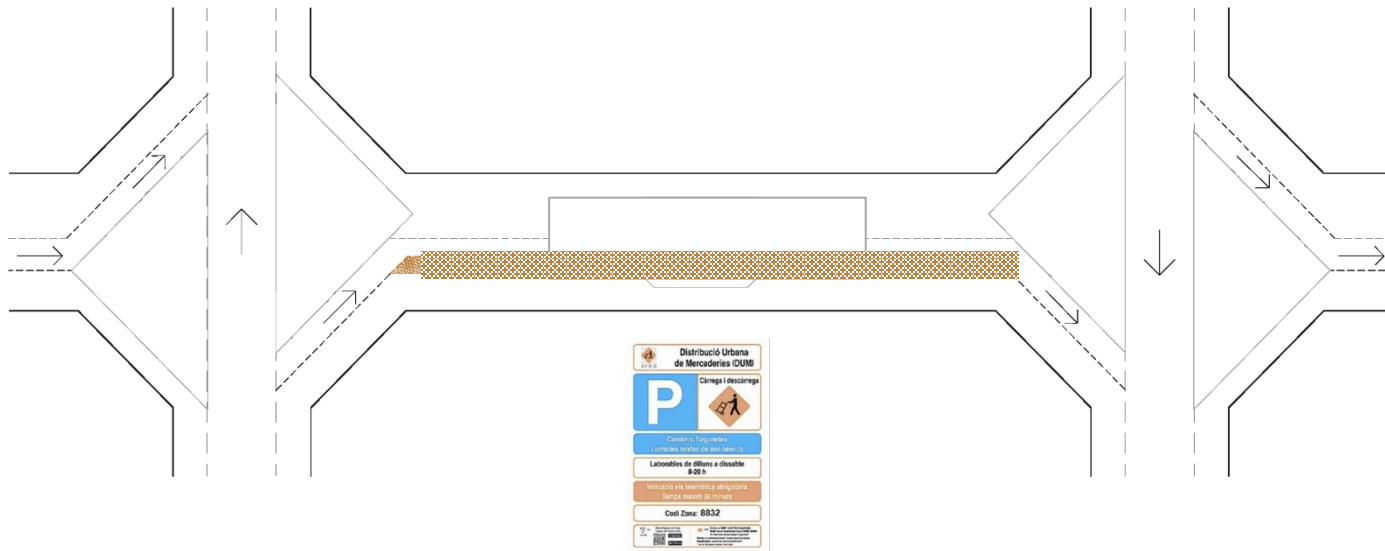 àrea
Distribució Urbana
de Mercaderies (DUM)
P
Càrrega i descàrrega
Camions, furgonetes
i vehicles mixtes de dos seients
Laborables de dilluns a dissabte
8-20 h
Validació via telemàtica obligatòria
Temps màxim 30 minuts
Codi Zona: 8832